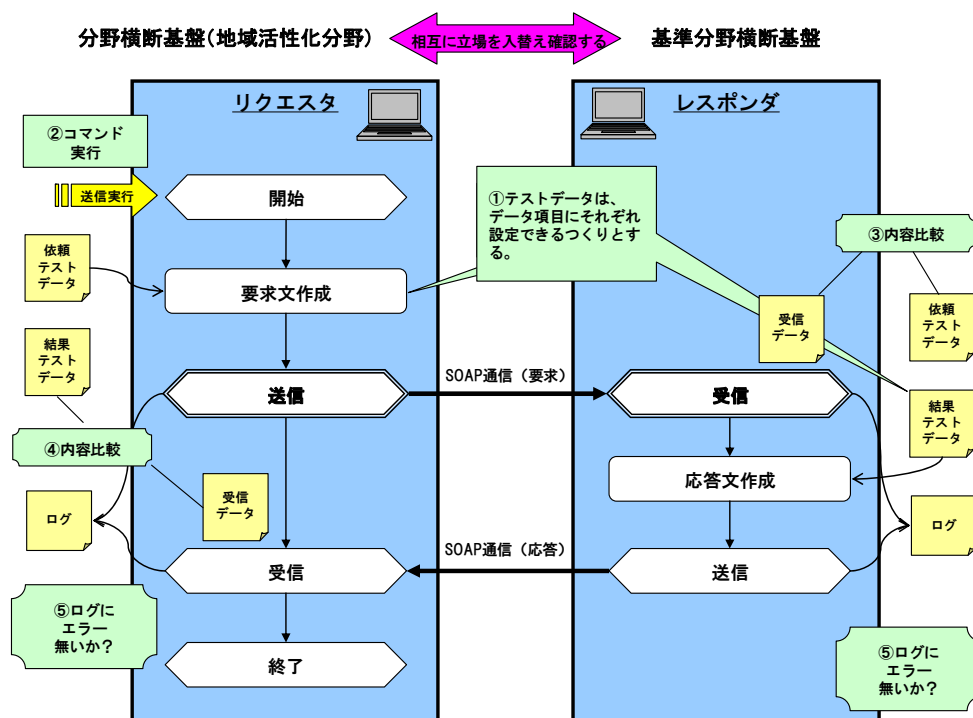 分野横断基盤(地域活性化分野)
相互に立場を入替え確認する
基準分野横断基盤
リクエスタ
レスポンダ
②コマンド
実行
送信実行
開始
①テストデータは、
データ項目にそれぞれ
設定できるつくりとす
る。
③内容比較
依頼
テスト
データ
要求文作成
受信
データ
依頼
テスト
データ
結果
テスト
データ
送信
SOAP通信（要求）
受信
結果
テスト
データ
④内容比較
応答文作成
受信
データ
ログ
ログ
受信
SOAP通信（応答）
送信
⑤ログに
エラー
無いか？
終了
⑤ログに
エラー
無いか？